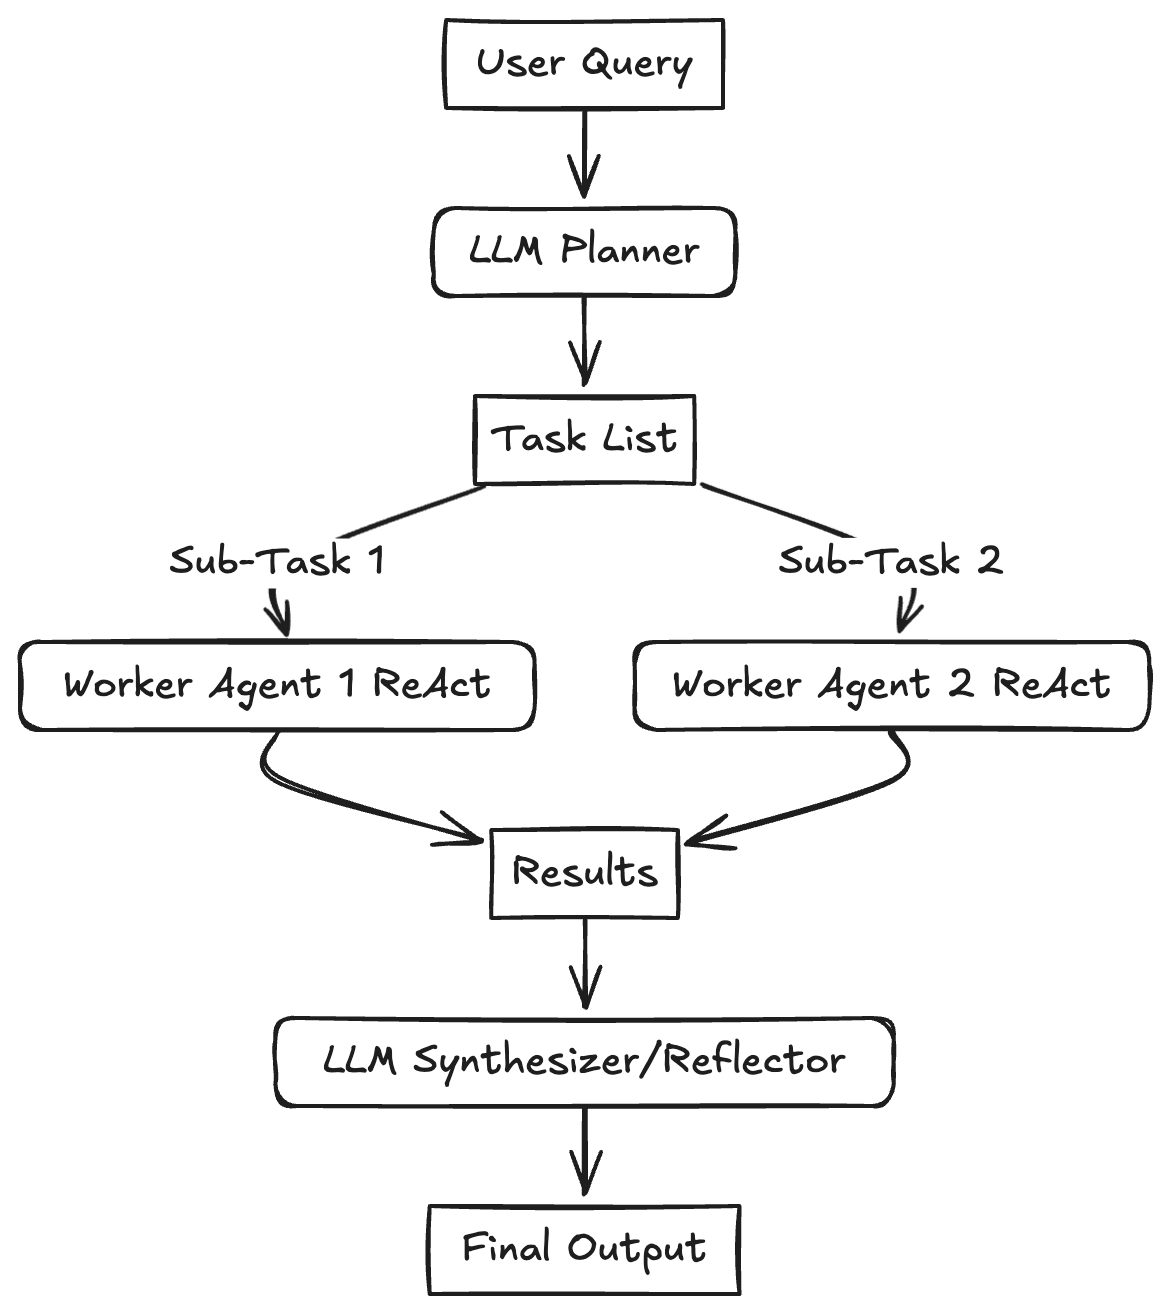 User Query
LLM Planner
Task List
Sub-Task 1
Sub-Task 2
Worker Agent 1 ReAct
Worker Agent 2 ReAct
Results
LLM Synthesizer/Reflector
Final Output